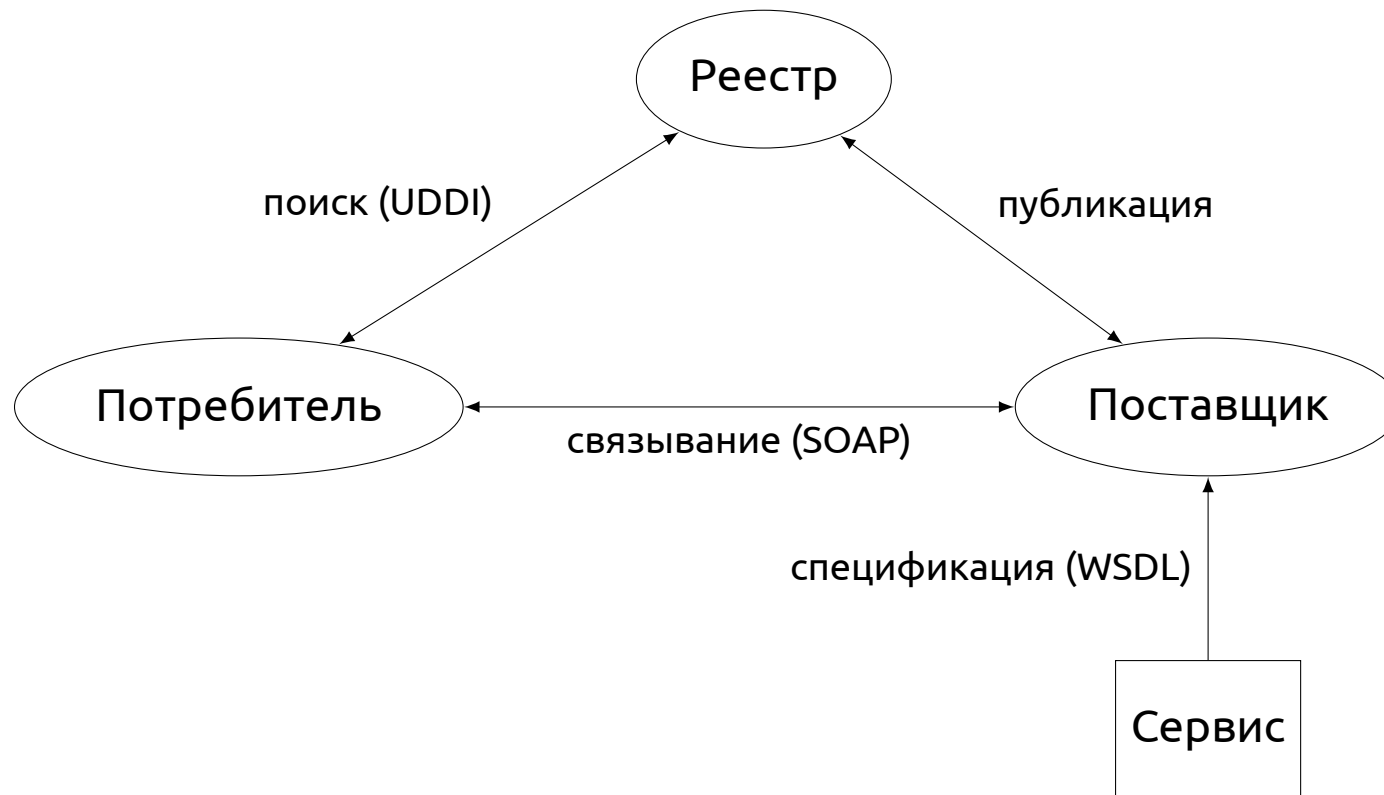 Реестр
поиск (UDDI)
публикация
Потребитель
Поставщик
связывание (SOAP)
спецификация (WSDL)
Сервис